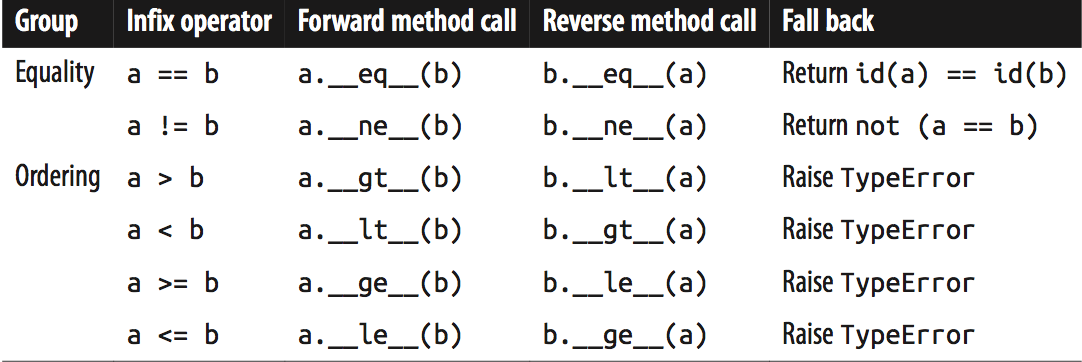 Group Infix operator Forward method call Reverse method call Fall back
Equality a == b a.__eq__(b) b.__eq__(a) Return id(a) == id(b)
a != b a.__ne__(b) b.__ne__(a) Return not (a == b)
Ordering a > b a.__gt__(b) b.__lt__(a) Raise TypeError
a < b a.__lt__(b) b.__gt__(a) Raise TypeError
a >= b a.__ge__(b) b.__le__(a) Raise TypeError
a <= b a.__le__(b) b.__ge__(a) Raise TypeError